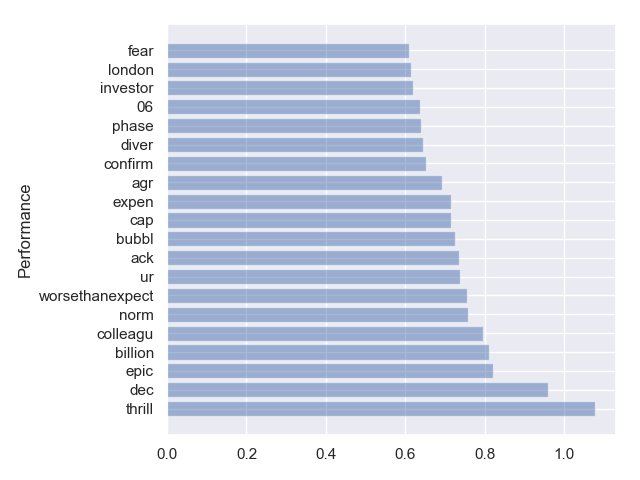 fear
london
investor
06
phase
diver
confirm
agr
expen
cap
bubbl
ack
ur
worsethanexpect
norm
colleagu
billion
epic
dec
thrill
Performance
0.0 0.2 0.4 0.6 0.8 1.0